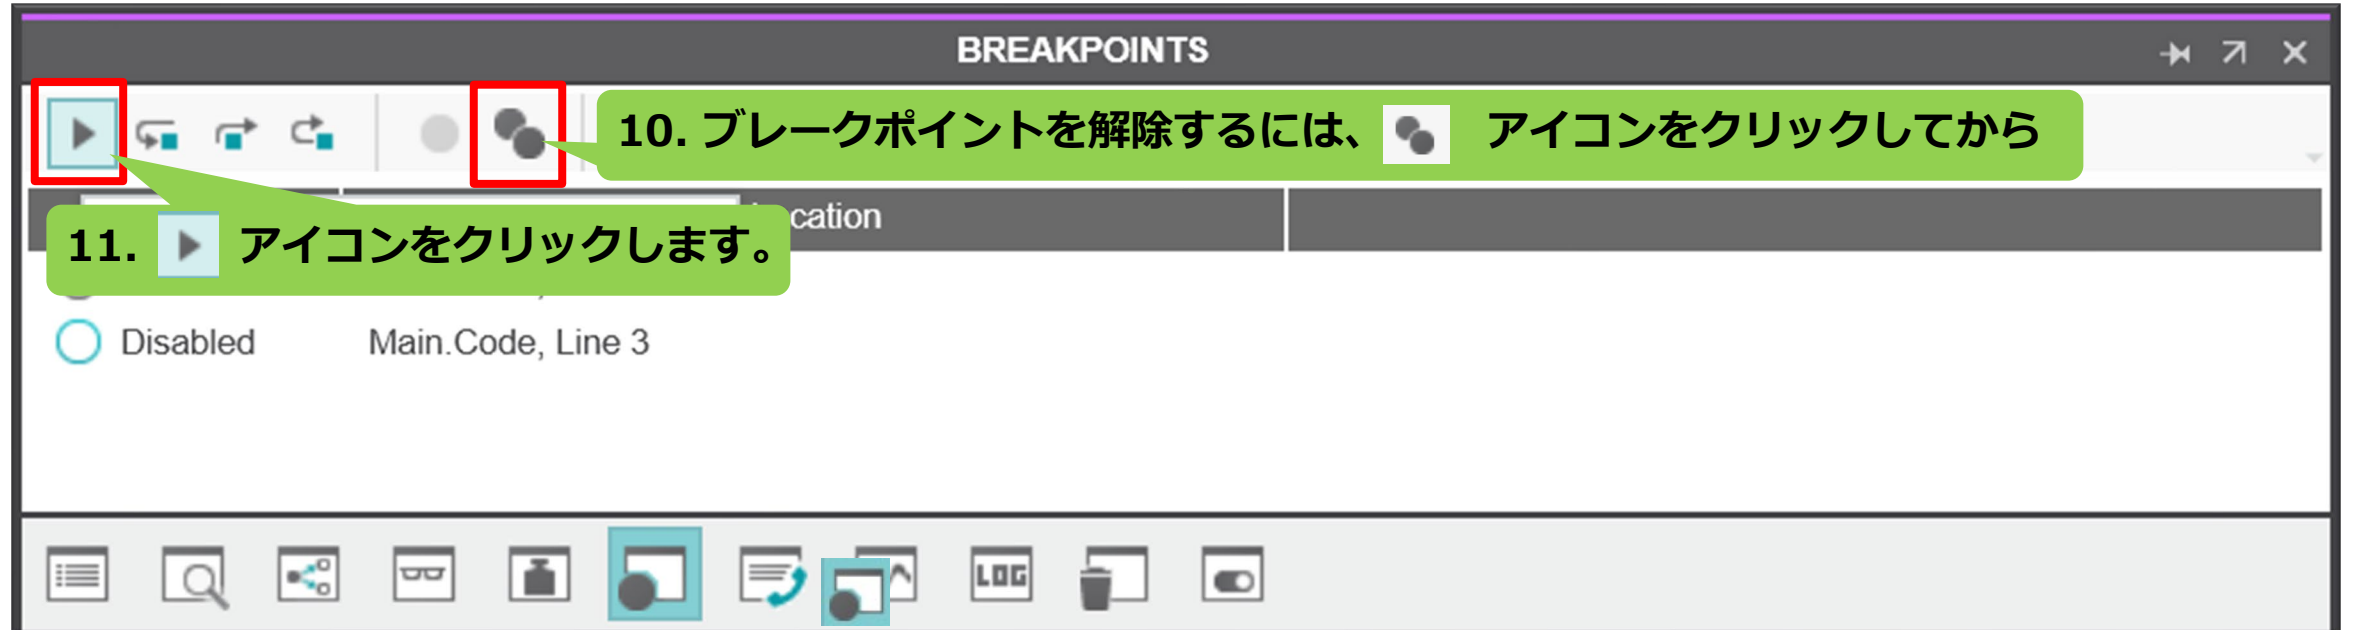 BREAKPOINTS
10. ブレークポイントを解除するには、 アイコンをクリックしてから
cation
11. アイコンをクリックします。
Disabled Main.Code, Line 3
LOG